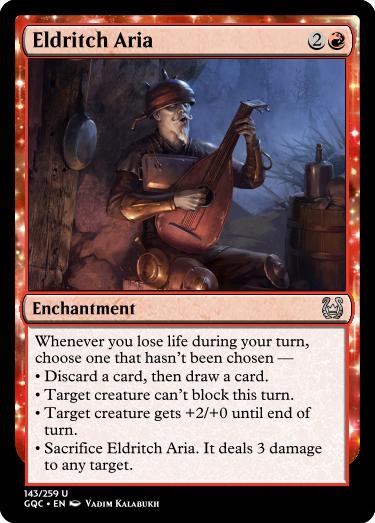 Eldritch Aria 2
Enchantment
Whenever you lose life during your turn,
choose one that hasn't been chosen —
• Discard a card, then draw a card.
• Target creature can't block this turn.
• Target creature gets +2/+0 until end of
turn.
• Sacrifice Eldritch Aria. It deals 3 damage
to any target.
143/259 U
GQC • EN Vadim Kalabukh